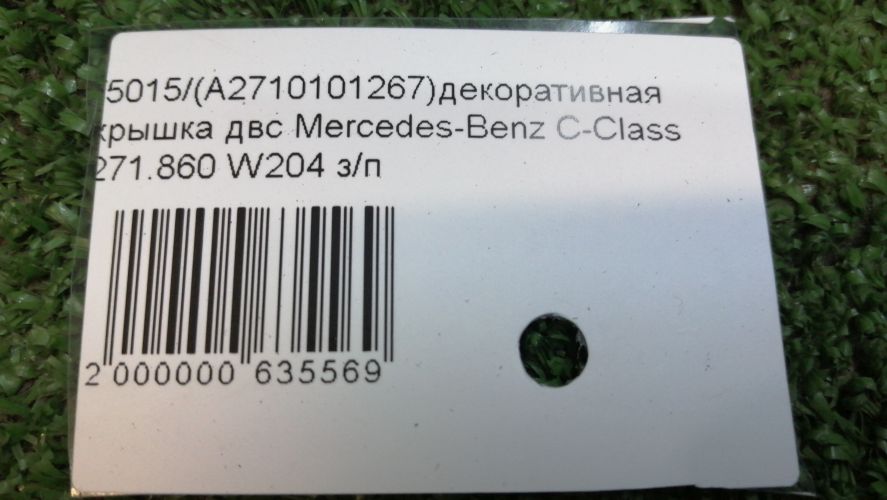 5015/(A2710101267)декоративная
крышка двс Mercedes-Benz C-Class
271.860 W204 з/п
2 000000 635569